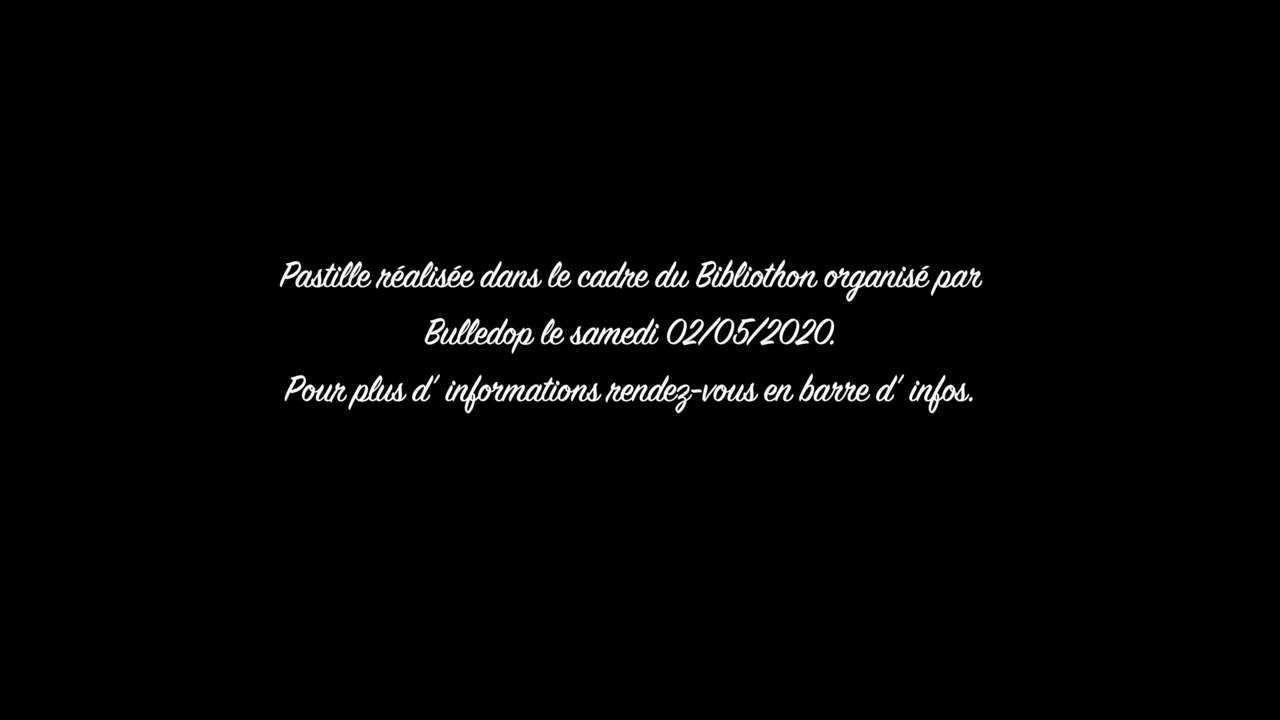 Pastille réalisée dans le cadre du Bibliothon organisé par
Bulledop le samedi 02/05/2020.
Pour plus d' informations rendez-vous en barre d' infos.